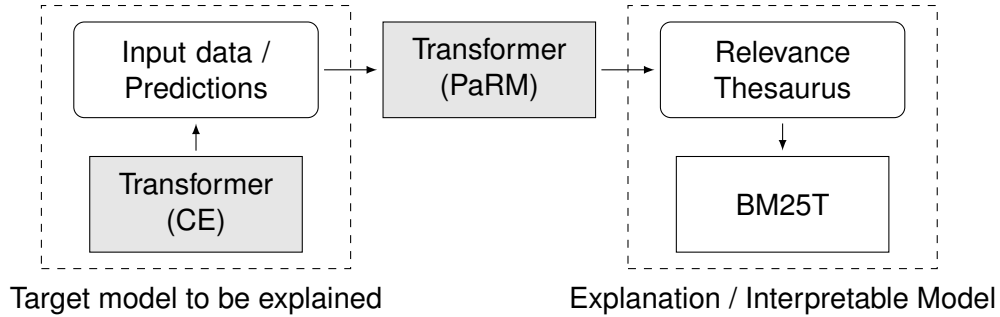 Input data /
Predictions
Transformer
(CE)
Target model to be explained
Transformer
(PaRM)
Relevance
Thesaurus
BM25T
Explanation / Interpretable Model